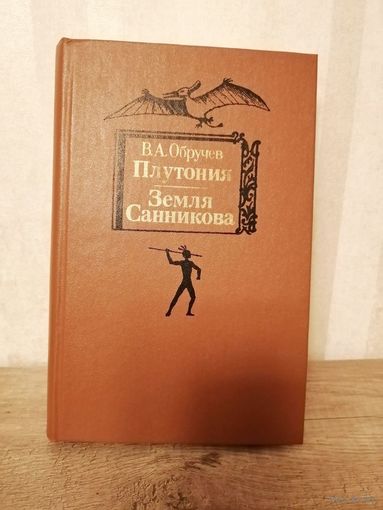 В.А.Обручев
Плутония
Земля
Санникова